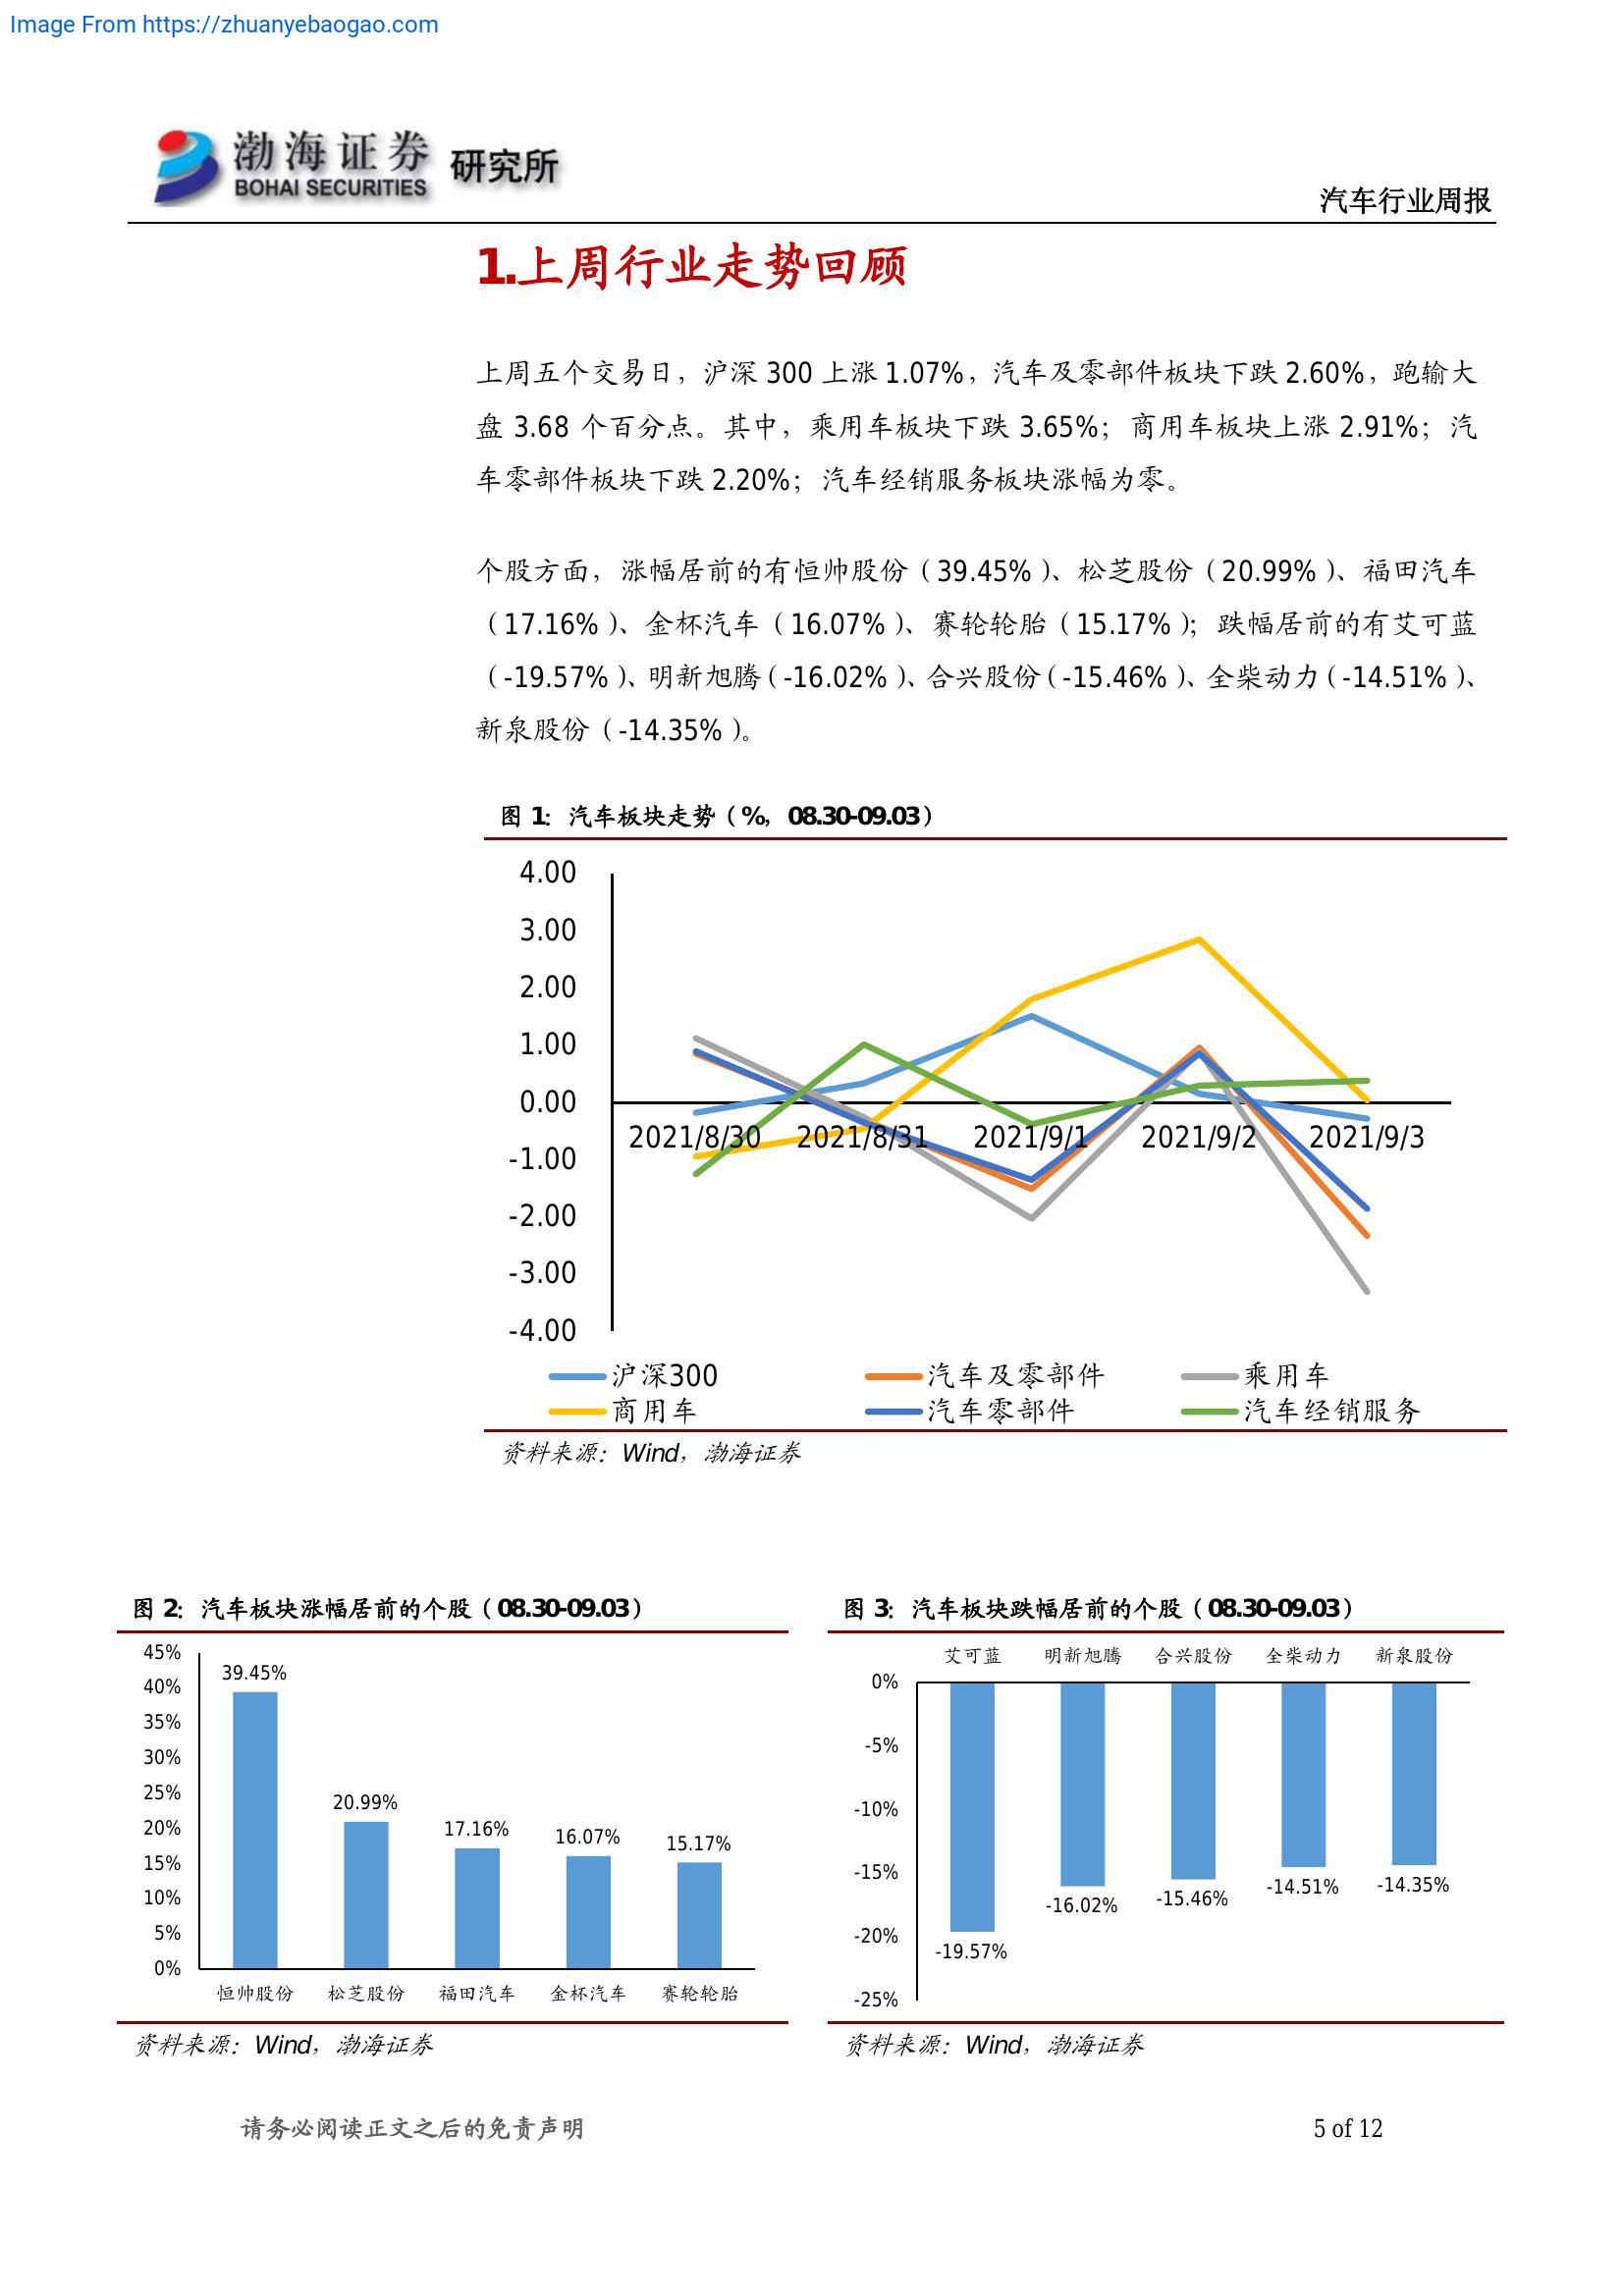 Image From https://zhuanyebaogao.com
渤海证券 研究所
BOHAI SECURITIES
汽车行业周报
1.上周行业走势回顾
上周五个交易日，沪深 300 上涨 1.07%，汽车及零部件板块下跌 2.60%，跑输大
盘 3.68 个百分点。其中，乘用车板块下跌 3.65%；商用车板块上涨 2.91%；汽
车零部件板块下跌 2.20%；汽车经销服务板块涨幅为零。
个股方面，涨幅居前的有恒帅股份（39.45%）、松芝股份（20.99%）、福田汽车
（17.16%）、金杯汽车（16.07%）、赛轮轮胎（15.17%）；跌幅居前的有艾可蓝
（-19.57%）、明新旭腾（-16.02%）、合兴股份（-15.46%）、全柴动力（-14.51%）、
新泉股份（-14.35%）。
图 1：汽车板块走势（%，08.30-09.03）
4.00
3.00
2.00
1.00
0.00
-1.00
-2.00
-3.00
-4.00
2021/8/30 2021/8/31 2021/9/1 2021/9/2 2021/9/3
沪深300 汽车及零部件 乘用车
商用车 汽车零部件 汽车经销服务
资料来源：Wind，渤海证券
图 2：汽车板块涨幅居前的个股（08.30-09.03）
45%
40%
35%
30%
25%
20%
15%
10%
5%
0%
39.45%
20.99%
17.16%
16.07%
15.17%
恒帅股份 松芝股份 福田汽车 金杯汽车 赛轮轮胎
资料来源：Wind，渤海证券
图 3：汽车板块跌幅居前的个股（08.30-09.03）
艾可蓝 明新旭腾 合兴股份 全柴动力 新泉股份
0%
-5%
-10%
-15%
-20%
-25%
-19.57%
-16.02%
-15.46%
-14.51%
-14.35%
资料来源：Wind，渤海证券
请务必阅读正文之后的免责声明
5 of 12